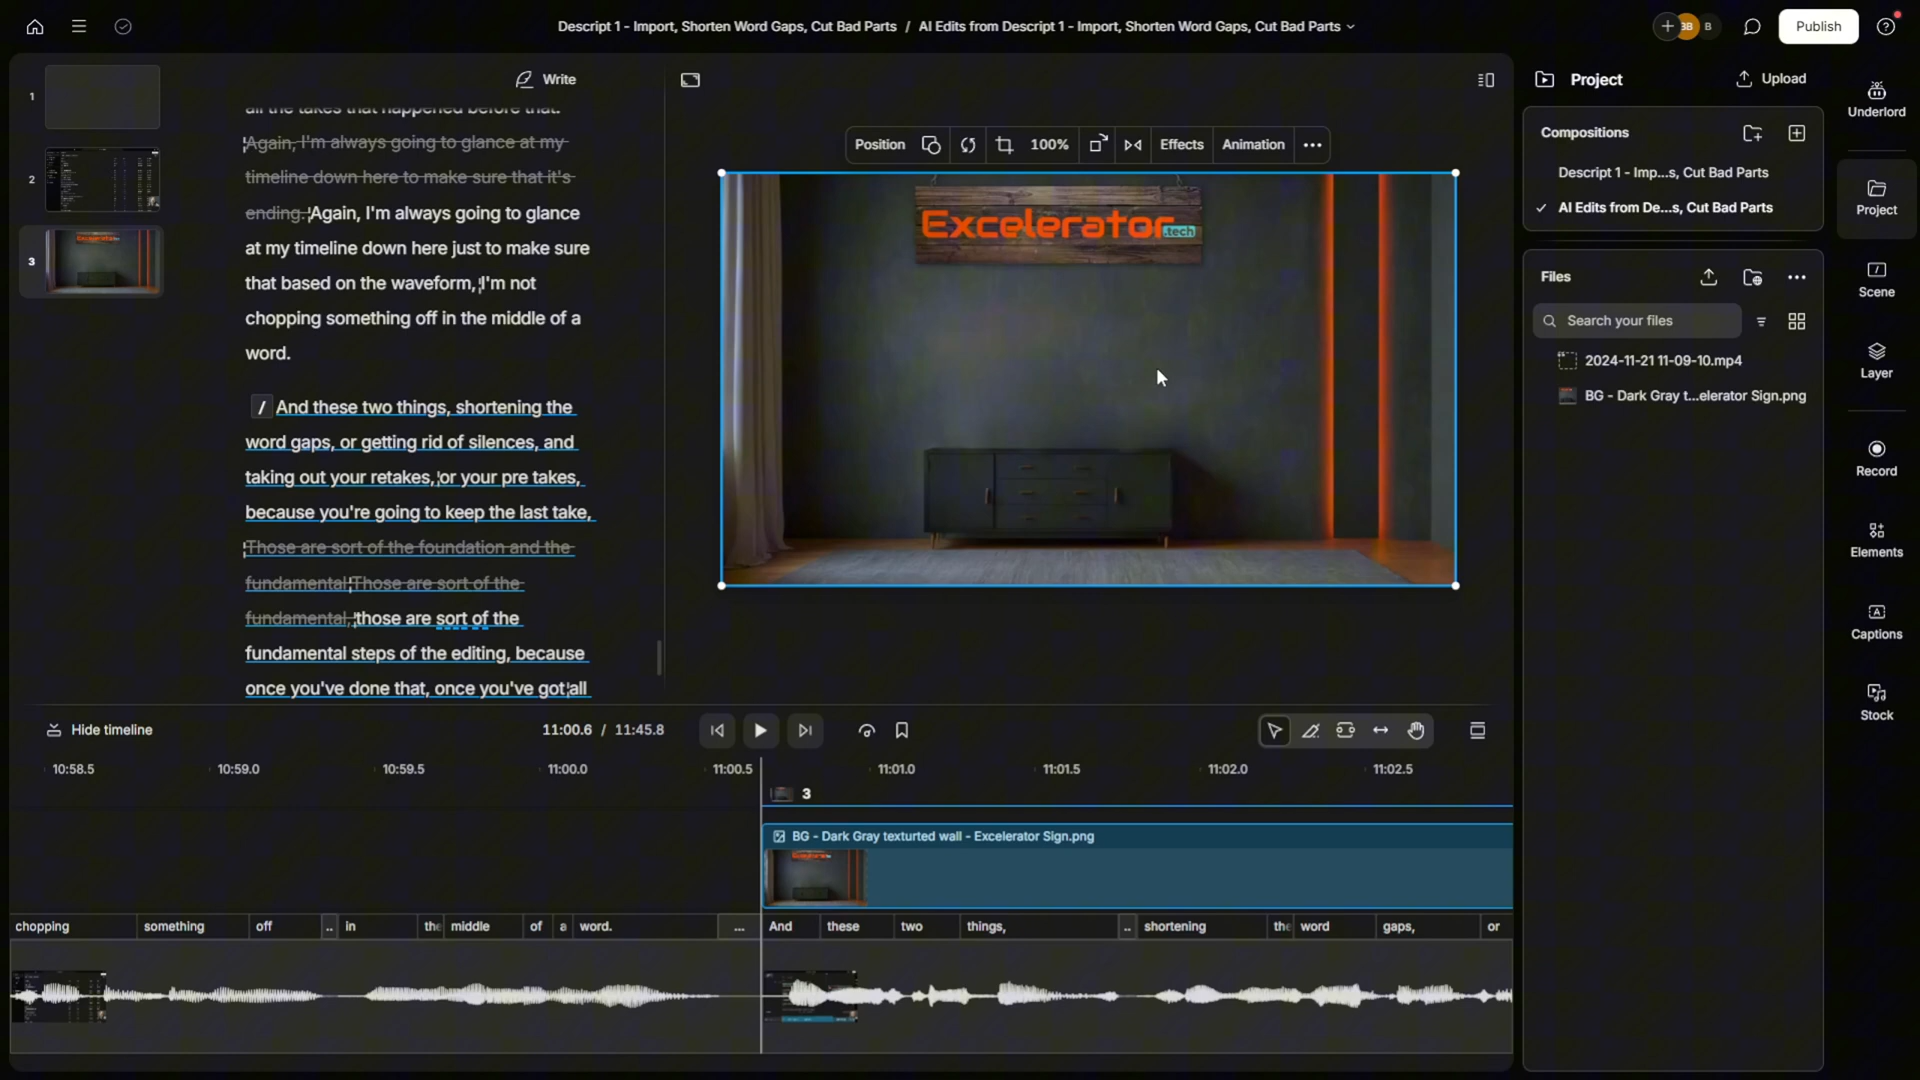 Descript 1 - Import, Shorten Word Gaps, Cut Bad Parts / AI Edits from Descript 1 - Import, Shorten Word Gaps, Cut Bad Parts
BB
B
Publish
1
2
3
Write
all the takes that happened before that.
Again, I'm always going to glance at my
timeline down here to make sure that it's
ending. Again, I'm always going to glance
at my timeline down here just to make sure
that based on the waveform, I'm not
chopping something off in the middle of a
word.
/ And these two things, shortening the
word gaps, or getting rid of silences, and
taking out your retakes, or your pre takes,
because you're going to keep the last take,
Those are sort of the foundation and the
fundamental Those are sort of the
fundamental, those are sort of the
fundamental steps of the editing, because
once you've done that, once you've got all
Position
100%
Effects
Animation
Excelerator
.tech
Project
Upload
Compositions
Descript 1 - Imp...s, Cut Bad Parts
AI Edits from De...s, Cut Bad Parts
Files
Search your files
2024-11-21 11-09-10.mp4
BG - Dark Gray t...elerator Sign.png
Underlord
Project
Scene
Layer
Record
Elements
Captions
Stock
Hide timeline
11:00.6 / 11:45.8
10:58.5 10:59.0 10:59.5 11:00.0 11:00.5 11:01.0 11:01.5 11:02.0 11:02.5
3
BG - Dark Gray texturted wall - Excelerator Sign.png
chopping something off .. in the middle of a word. ... And these two things, .. shortening the word gaps, or